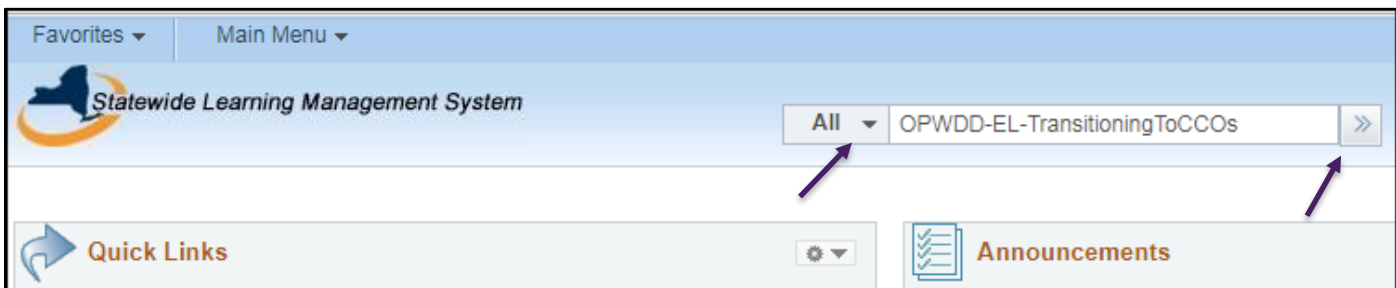 Favorites Main Menu
Statewide Learning Management System
All OPWDD-EL-TransitioningToCCOs
Quick Links Announcements